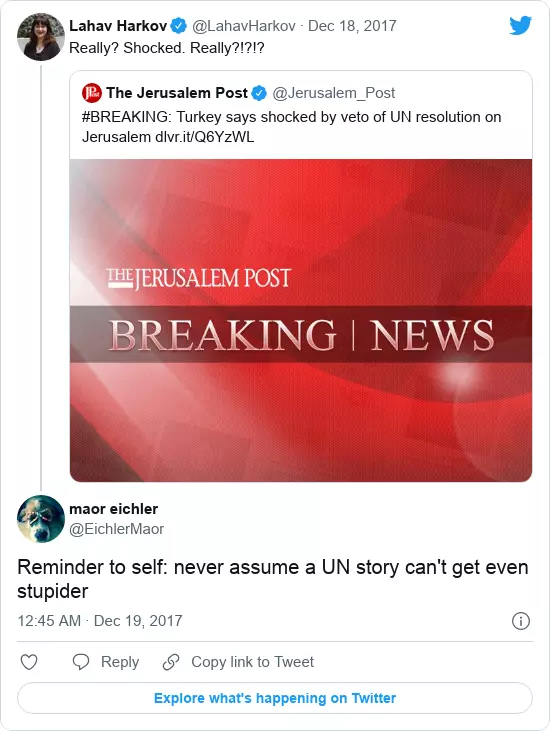 Lahav Harkov @LahavHarkov · Dec 18, 2017
Really? Shocked. Really?!?!?
JPost
The Jerusalem Post @Jerusalem_Post
#BREAKING: Turkey says shocked by veto of UN resolution on
Jerusalem dlvr.it/Q6YzWL
THE JERUSALEM POST
BREAKING | NEWS
maor eichler
@EichlerMaor
Reminder to self: never assume a UN story can't get even
stupider
12:45 AM · Dec 19, 2017
Reply
Copy link to Tweet
Explore what's happening on Twitter